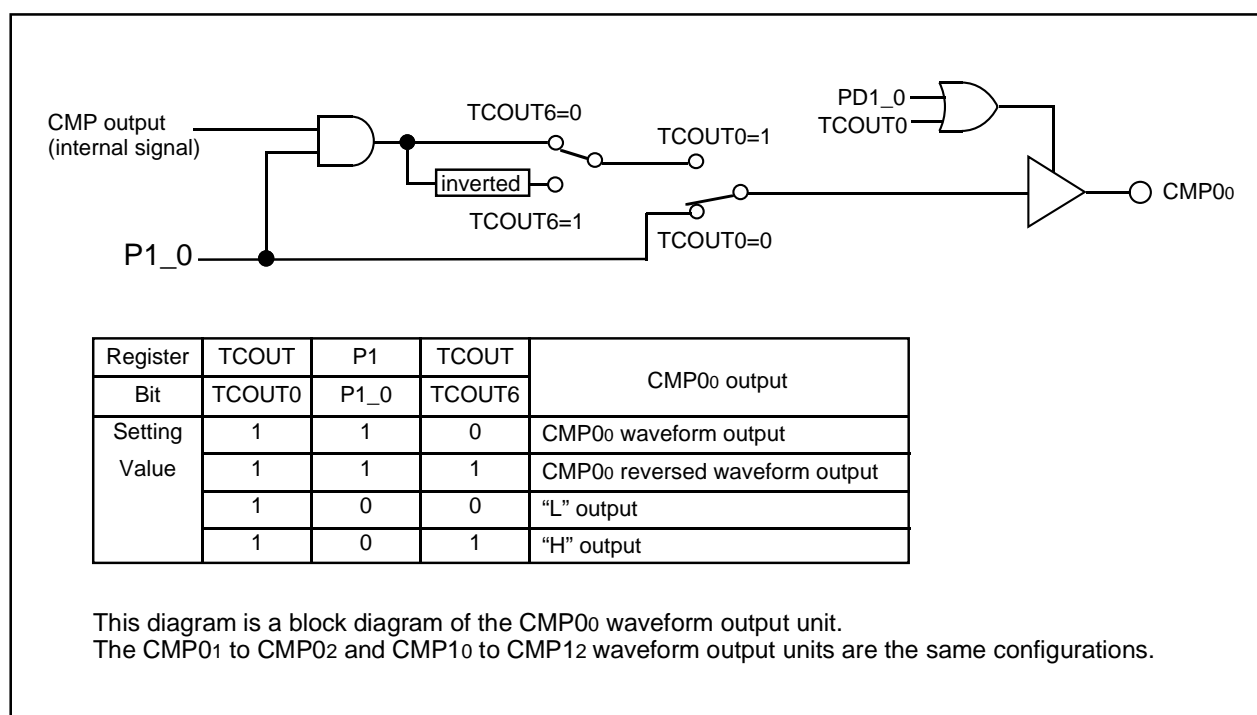 CMP output
(internal signal)
TCOUT6=0
inverted
TCOUT6=1
P1_0
TCOUT0=1
TCOUT0=0
PD1_0
TCOUT0
CMP00
Register TCOUT P1 TCOUT CMP00 output
Bit TCOUT0 P1_0 TCOUT6
Setting Value 1 1 0 CMP00 waveform output
1 1 1 CMP00 reversed waveform output
1 0 0 “L” output
1 0 1 “H” output
This diagram is a block diagram of the CMP00 waveform output unit.
The CMP01 to CMP02 and CMP10 to CMP12 waveform output units are the same configurations.